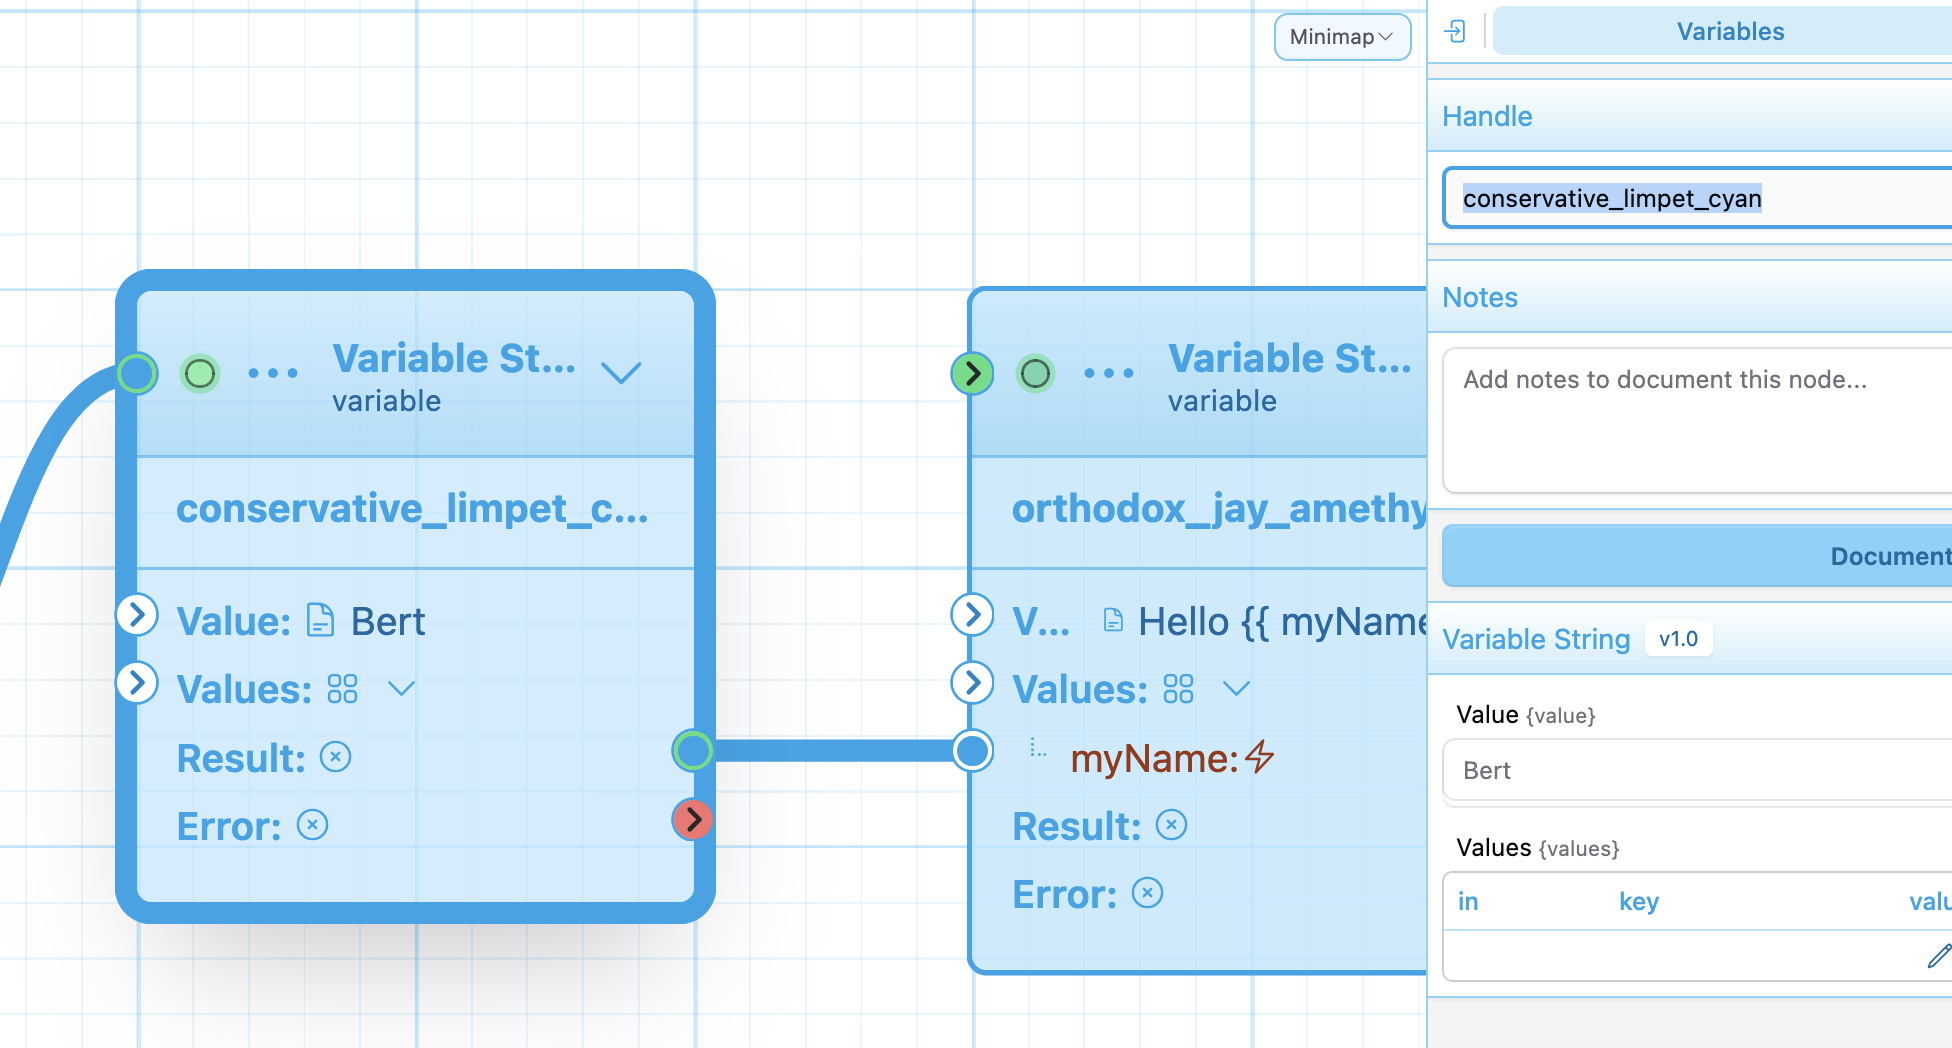 Minimap
Variable St...
variable
conservative_limpet_c...
Value: Bert
Values:
Result:
Error:
Variable St...
variable
orthodox_jay_amethy
V... Hello {{ myName
Values:
myName:
Result:
Error:
Variables
Handle
conservative_limpet_cyan
Notes
Add notes to document this node...
Document
Variable String v1.0
Value {value}
Bert
Values {values}
in key valu